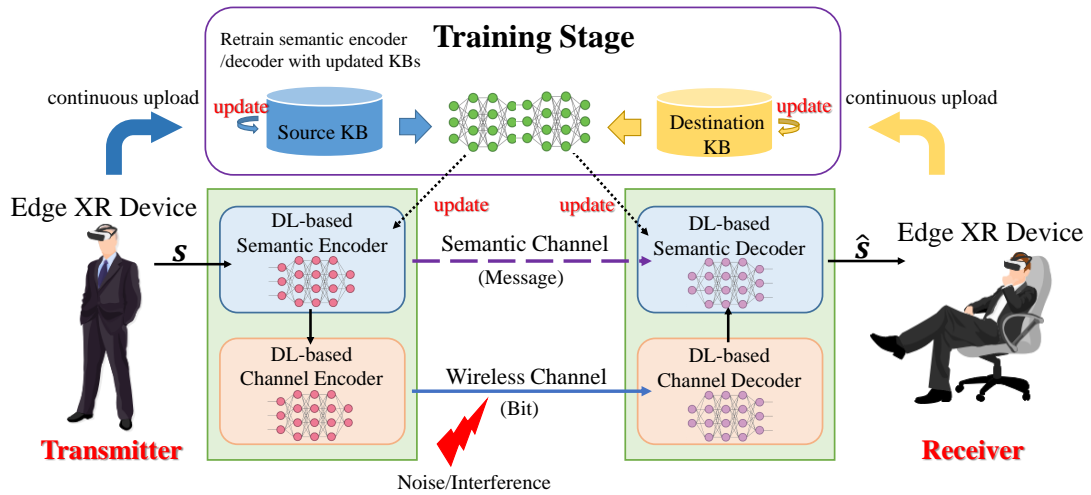 Training Stage
Retrain semantic encoder
/decoder with updated KBs
continuous upload
update
Source KB
Destination
KB
update
continuous upload
Edge XR Device
DL-based
Semantic Encoder
update
update
Semantic Channel
(Message)
DL-based
Semantic Decoder
Edge XR Device
s
ŝ
DL-based
Channel Encoder
Wireless Channel
(Bit)
DL-based
Channel Decoder
Transmitter
Noise/Interference
Receiver